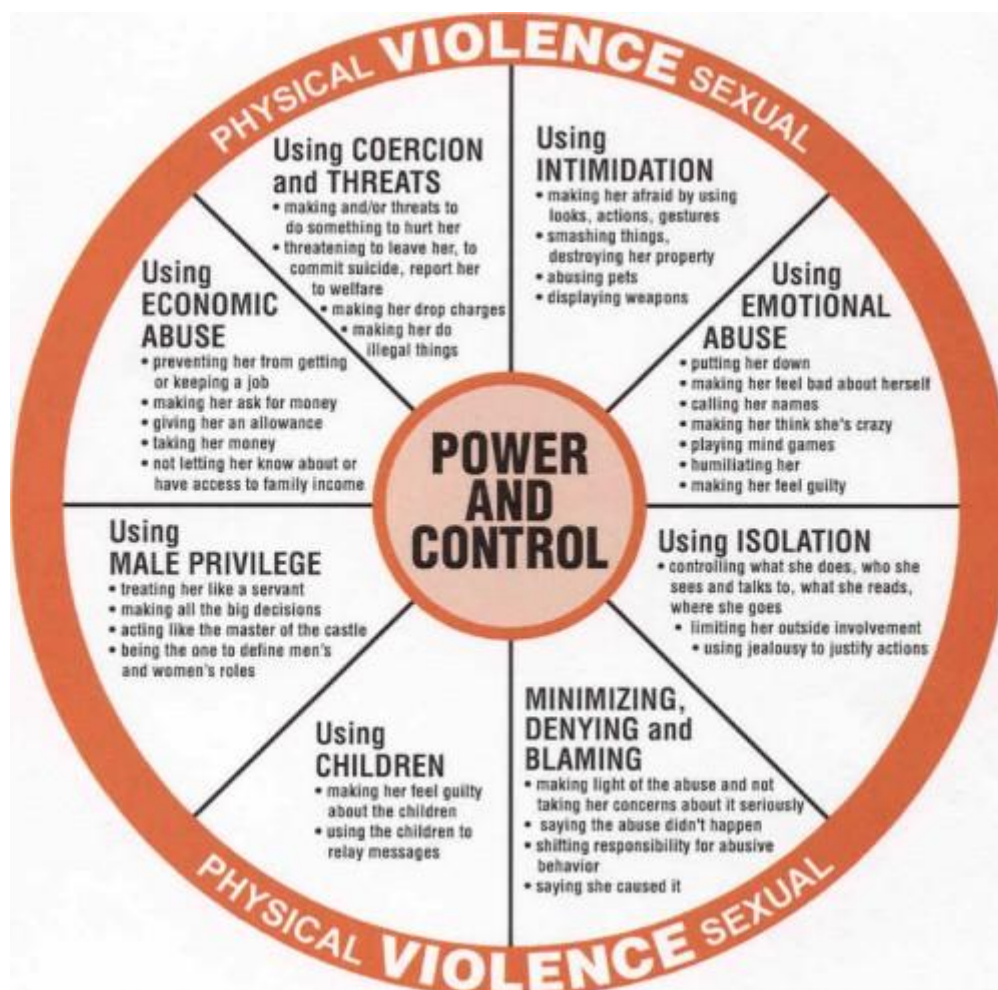 PHYSICAL VIOLENCE SEXUAL
Using COERCION
and THREATS
• making and/or threats to
do something to hurt her
• threatening to leave her, to
commit suicide, report her
to welfare
• making her drop charges
• making her do
illegal things
Using
INTIMIDATION
• making her afraid by using
looks, actions, gestures
• smashing things,
destroying her property
• abusing pets
• displaying weapons
Using
EMOTIONAL
ABUSE
• putting her down
• making her feel bad about herself
• calling her names
• making her think she's crazy
• playing mind games
• humiliating her
• making her feel guilty
Using ISOLATION
• controlling what she does, who she
sees and talks to, what she reads,
where she goes
• limiting her outside involvement
• using jealousy to justify actions
MINIMIZING,
DENYING and
BLAMING
• making light of the abuse and not
taking her concerns about it seriously
• saying the abuse didn't happen
• shifting responsibility for abusive
behavior
• saying she caused it
Using
CHILDREN
• making her feel guilty
about the children
• using the children to
relay messages
Using
MALE PRIVILEGE
• treating her like a servant
• making all the big decisions
• acting like the master of the castle
• being the one to define men's
and women's roles
Using
ECONOMIC
ABUSE
• preventing her from getting
or keeping a job
• making her ask for money
• giving her an allowance
• taking her money
• not letting her know about or
have access to family income
POWER
AND
CONTROL
PHYSICAL VIOLENCE SEXUAL